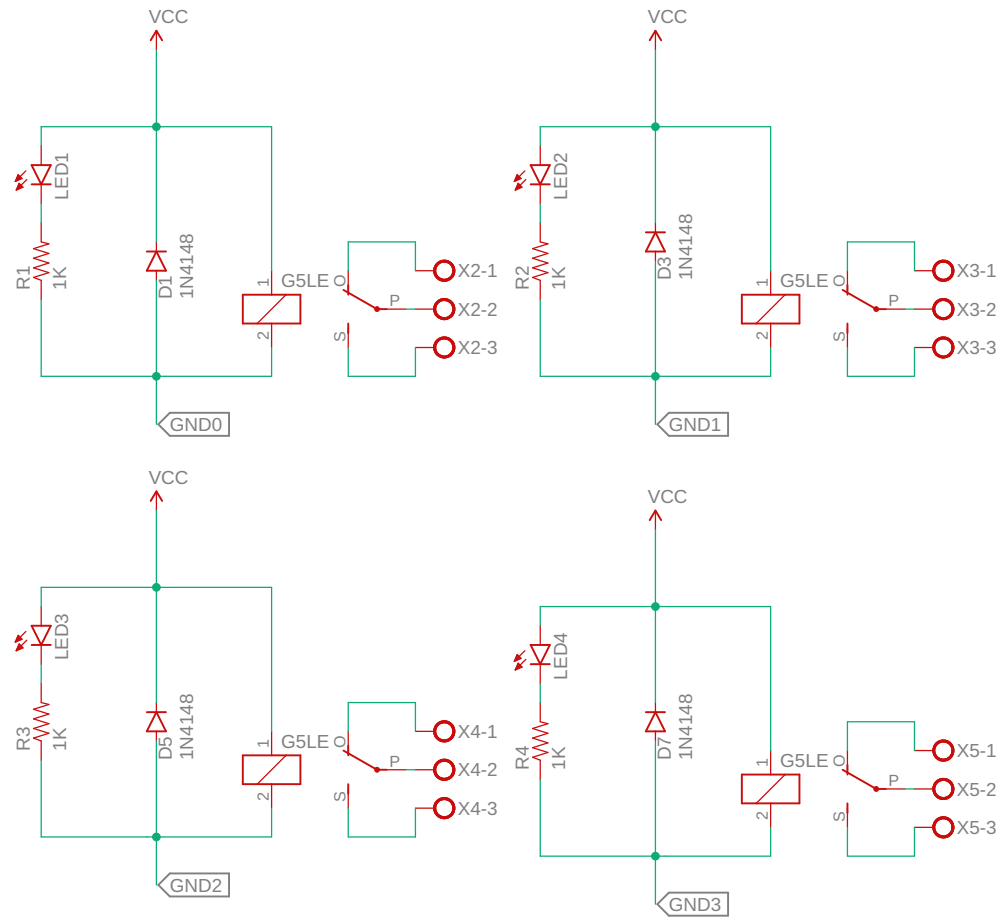 VCC
LED1
R1
1K
D1
1N4148
1
2
G5LE
O
P
S
X2-1
X2-2
X2-3
GND0
VCC
LED2
R2
1K
D3
1N4148
1
2
G5LE
O
P
S
X3-1
X3-2
X3-3
GND1
VCC
LED3
R3
1K
D5
1N4148
1
2
G5LE
O
P
S
X4-1
X4-2
X4-3
GND2
VCC
LED4
R4
1K
D7
1N4148
1
2
G5LE
O
P
S
X5-1
X5-2
X5-3
GND3